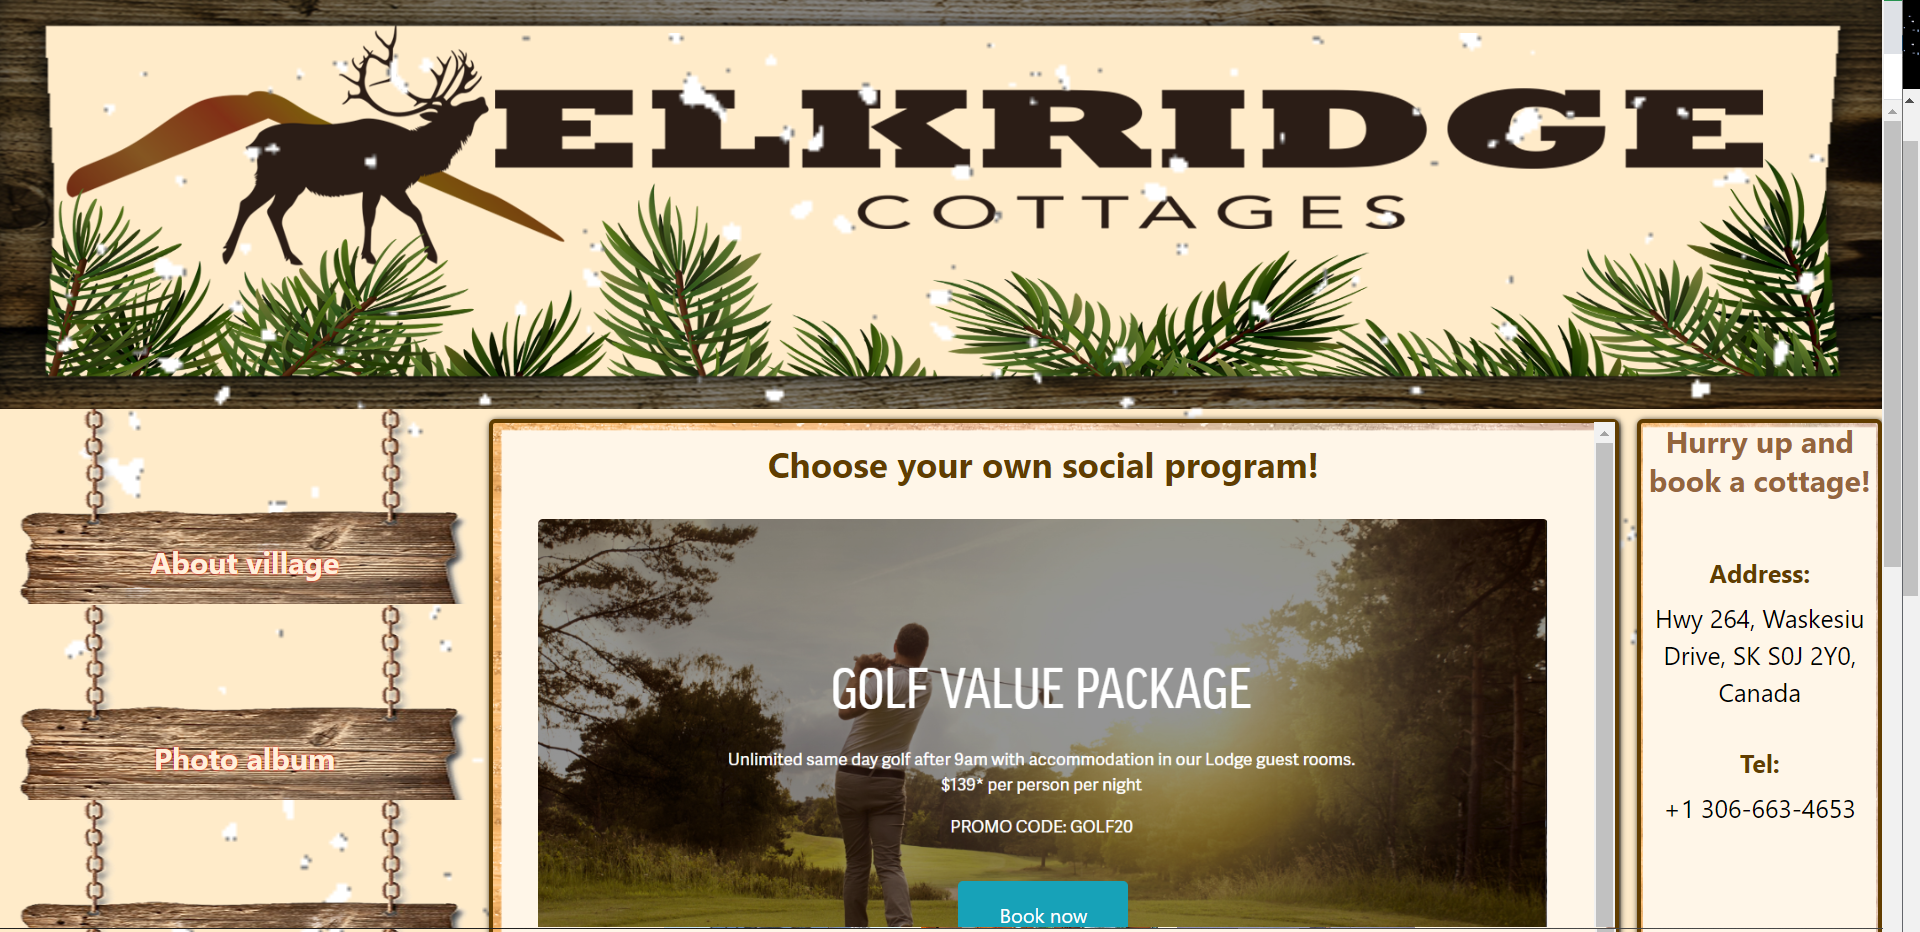 ELKRIDGE
COTTAGES
About village
Photo album
Choose your own social program!
GOLF VALUE PACKAGE
Unlimited same day golf after 9am with accommodation in our Lodge guest rooms.
$139* per person per night
PROMO CODE: GOLF20
Book now
Hurry up and
book a cottage!
Address:
Hwy 264, Waskesiu
Drive, SK S0J 2Y0,
Canada
Tel:
+1 306-663-4653